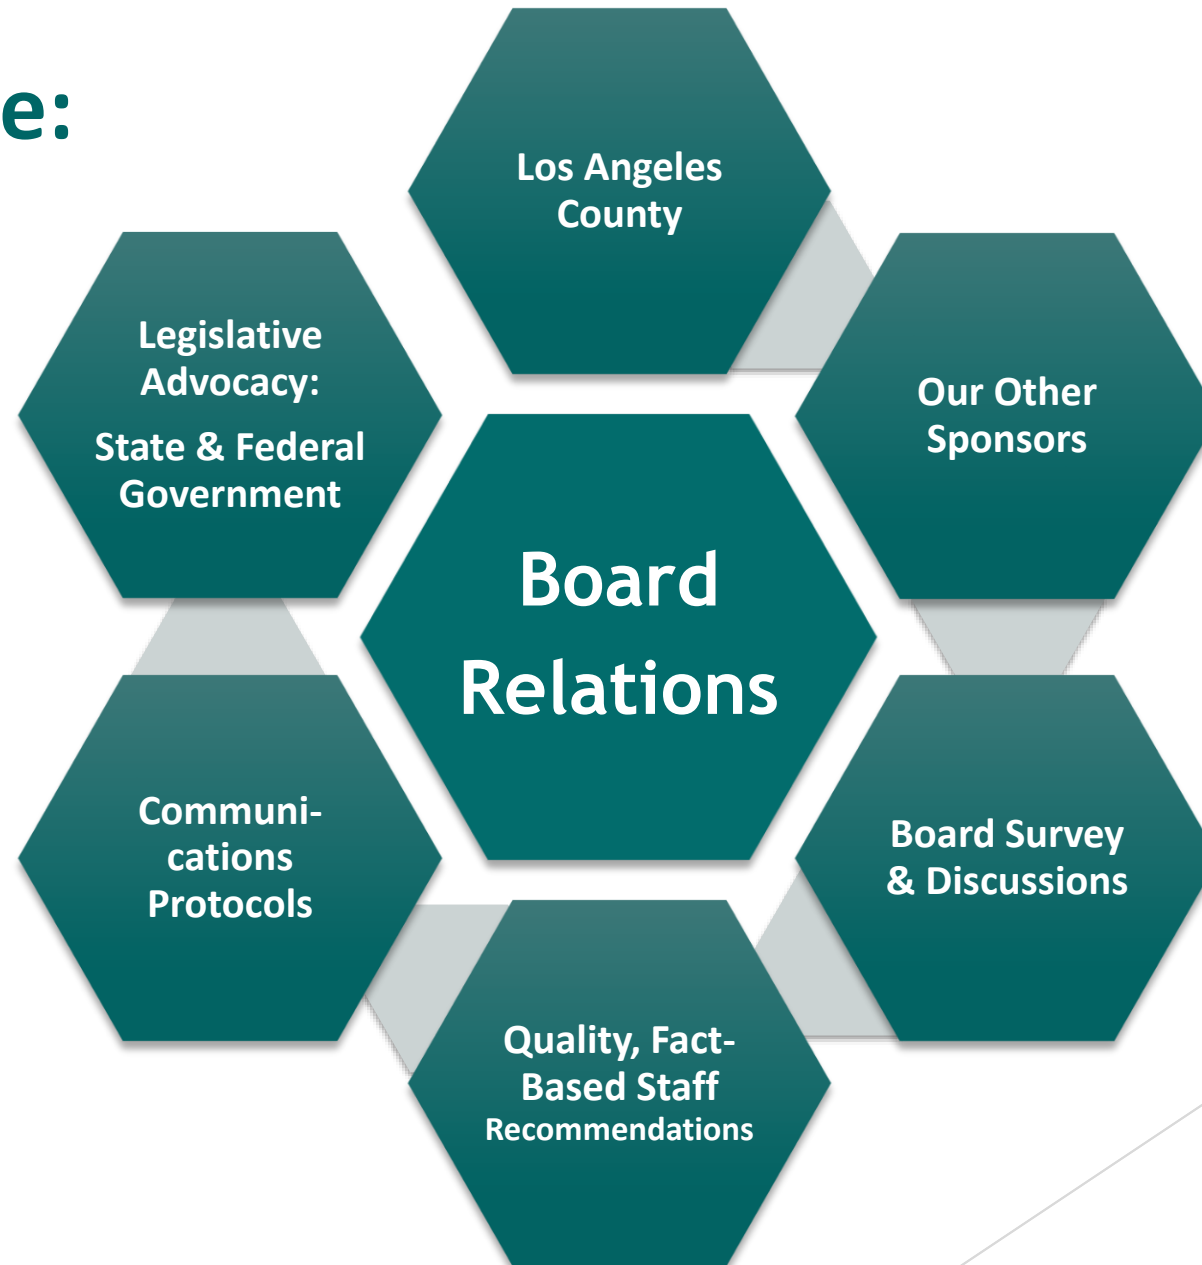 e:
Los Angeles
County
Our Other
Sponsors
Board Survey
& Discussions
Quality, Fact-
Based Staff
Recommendations
Communi-
cations
Protocols
Legislative
Advocacy:
State & Federal
Government
Board
Relations